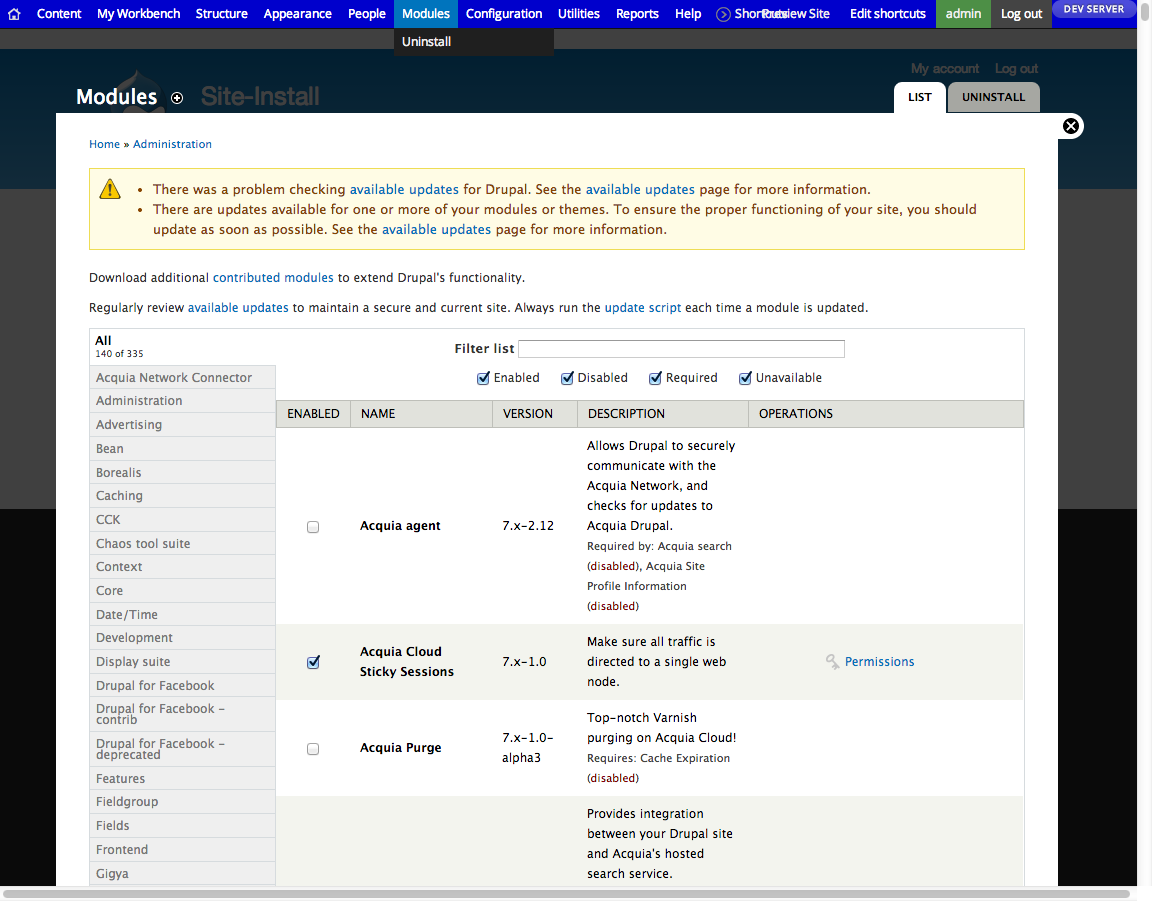 Content My Workbench Structure Appearance People Modules Configuration Utilities Reports Help Shortcuts Preview Site Edit shortcuts admin Log out DEV SERVER
Uninstall
My account Log out
Modules Site-Install
LIST UNINSTALL
Home » Administration
• There was a problem checking available updates for Drupal. See the available updates page for more information.
• There are updates available for one or more of your modules or themes. To ensure the proper functioning of your site, you should
update as soon as possible. See the available updates page for more information.
Download additional contributed modules to extend Drupal's functionality.
Regularly review available updates to maintain a secure and current site. Always run the update script each time a module is updated.
All
140 of 335
Acquia Network Connector
Administration
Advertising
Bean
Borealis
Caching
CCK
Chaos tool suite
Context
Core
Date/Time
Development
Display suite
Drupal for Facebook
Drupal for Facebook -
contrib
Drupal for Facebook -
deprecated
Features
Fieldgroup
Fields
Frontend
Gigya
Filter list
Enabled Disabled Required Unavailable
ENABLED NAME VERSION DESCRIPTION OPERATIONS
Acquia agent
7.x-2.12
Allows Drupal to securely
communicate with the
Acquia Network, and
checks for updates to
Acquia Drupal.
Required by: Acquia search
(disabled), Acquia Site
Profile Information
(disabled)
Acquia Cloud
Sticky Sessions
7.x-1.0
Make sure all traffic is
directed to a single web
node.
Permissions
Acquia Purge
7.x-1.0-
alpha3
Top-notch Varnish
purging on Acquia Cloud!
Requires: Cache Expiration
(disabled)
Provides integration
between your Drupal site
and Acquia's hosted
search service.